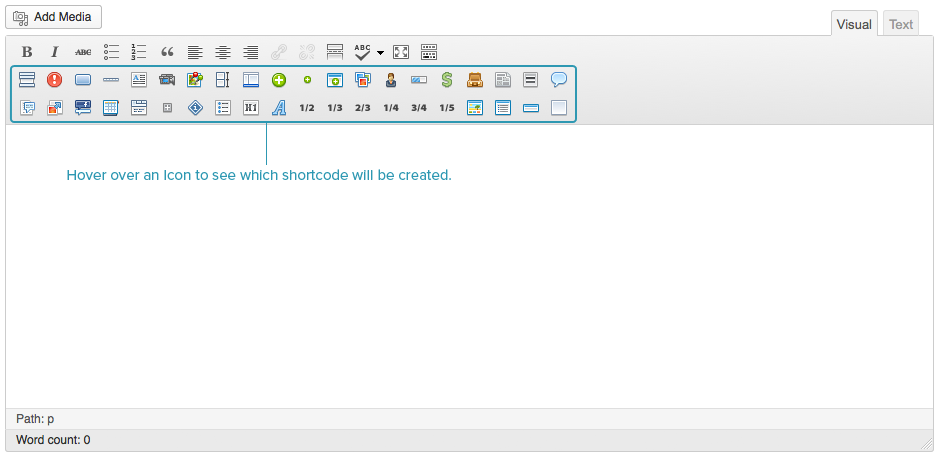 Add Media
Visual Text
B I ABC ABC
H1 A 1/2 1/3 2/3 1/4 3/4 1/5
Hover over an Icon to see which shortcode will be created.
Path: p
Word count: 0